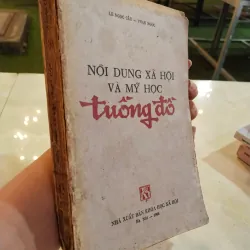 NỘI DUNG XÃ HỘI
VÀ MỸ HỌC
tuồng đồ
NHÀ XUẤT BẢN KHOA HỌC XÃ HỘI